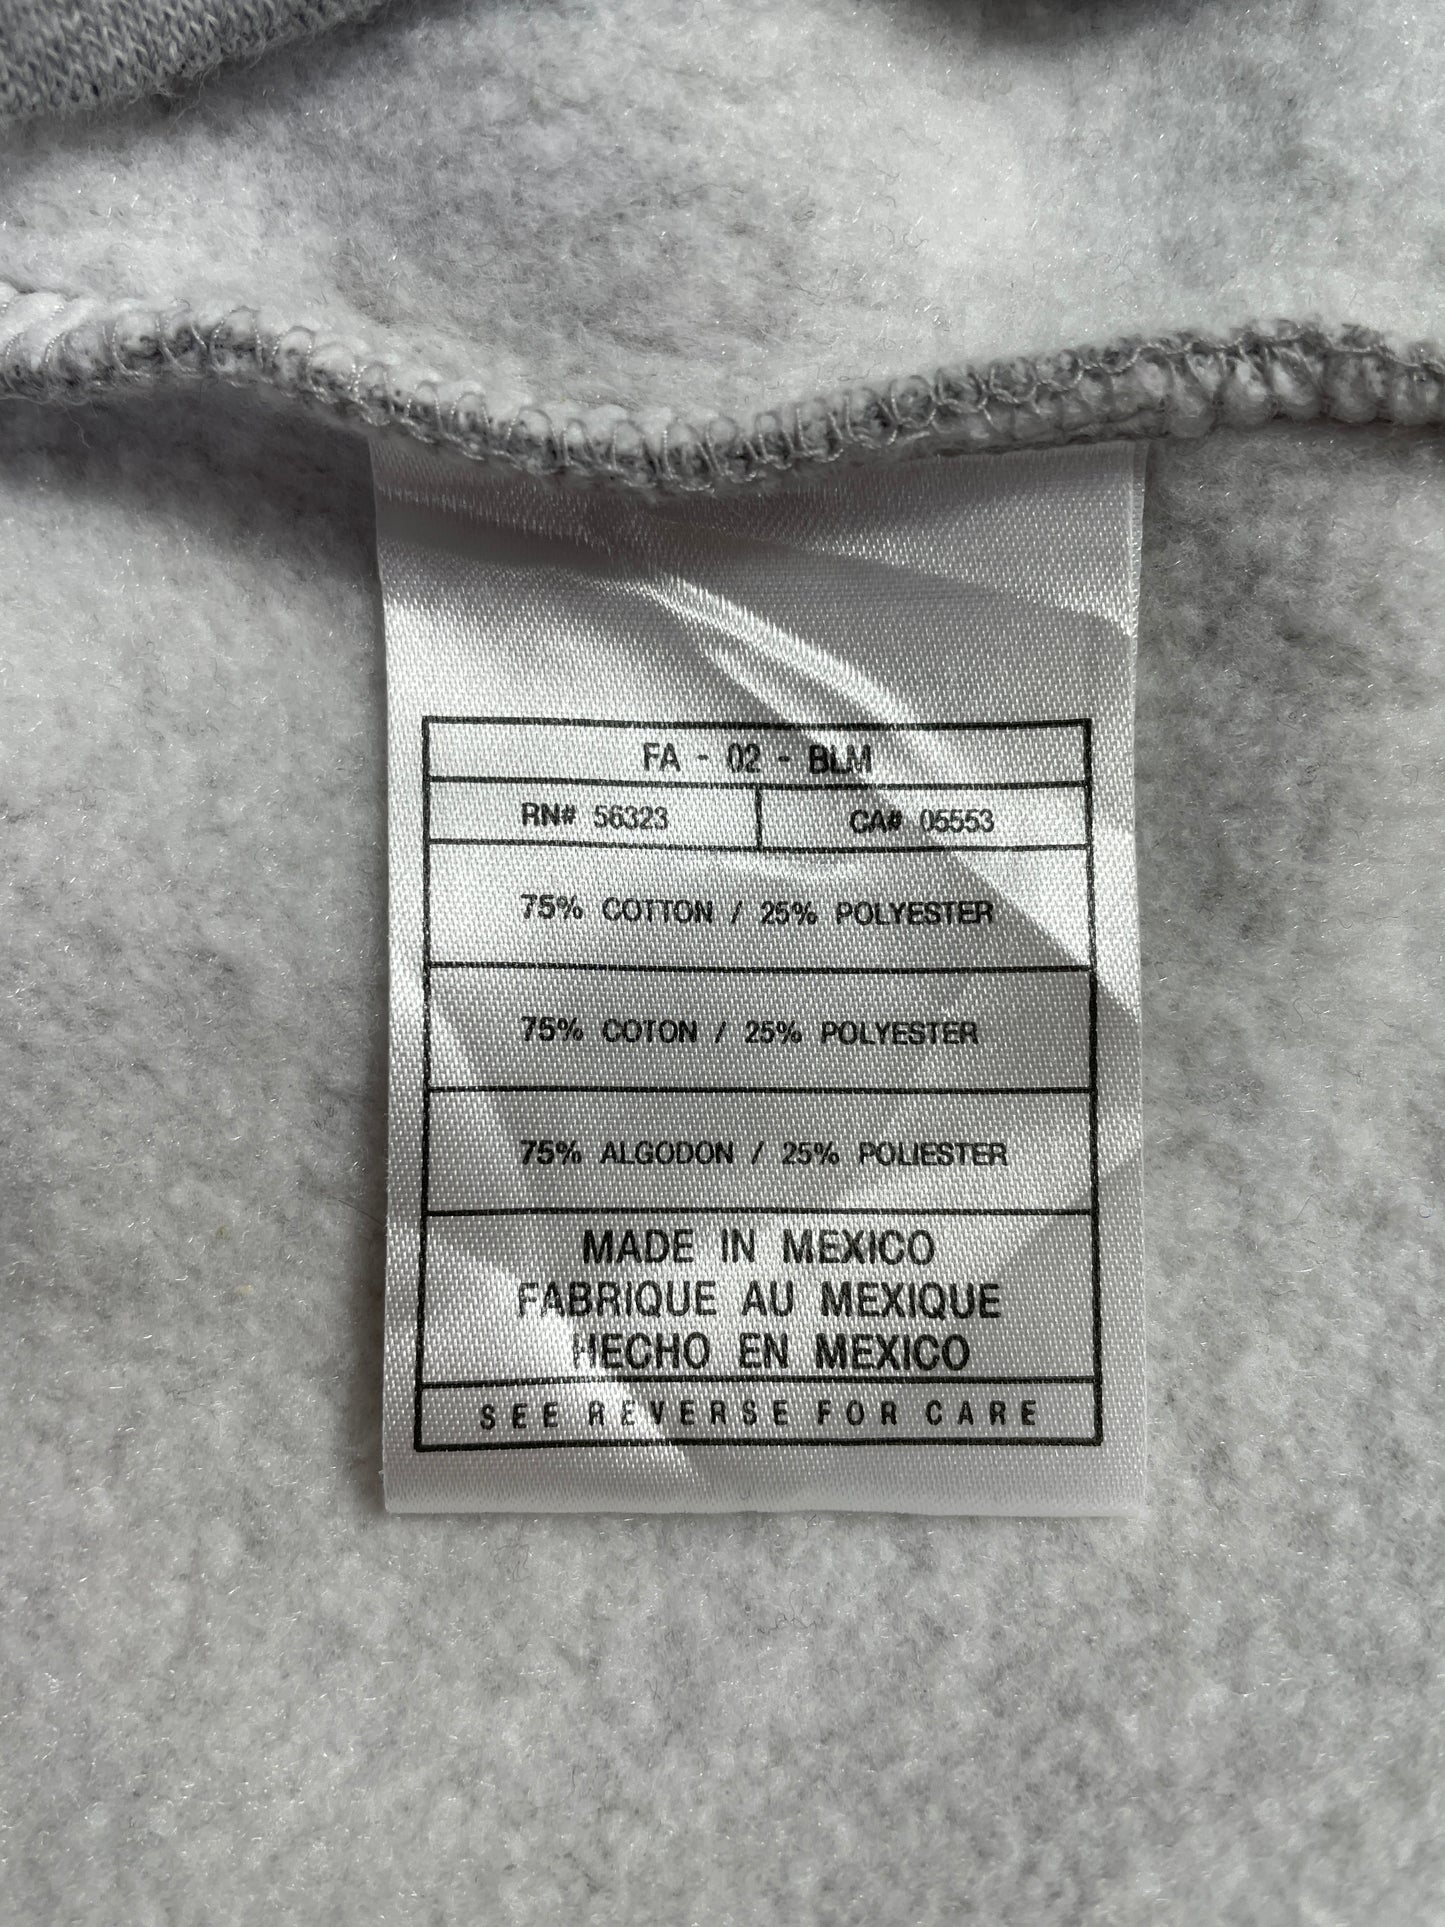 FA - 02 - BLM
RN# 56323 CA# 05553
75% COTTON / 25% POLYESTER
75% COTON / 25% POLYESTER
75% ALGODON / 25% POLIESTER
MADE IN MEXICO
FABRIQUE AU MEXIQUE
HECHO EN MEXICO
SEE REVERSE FOR CARE